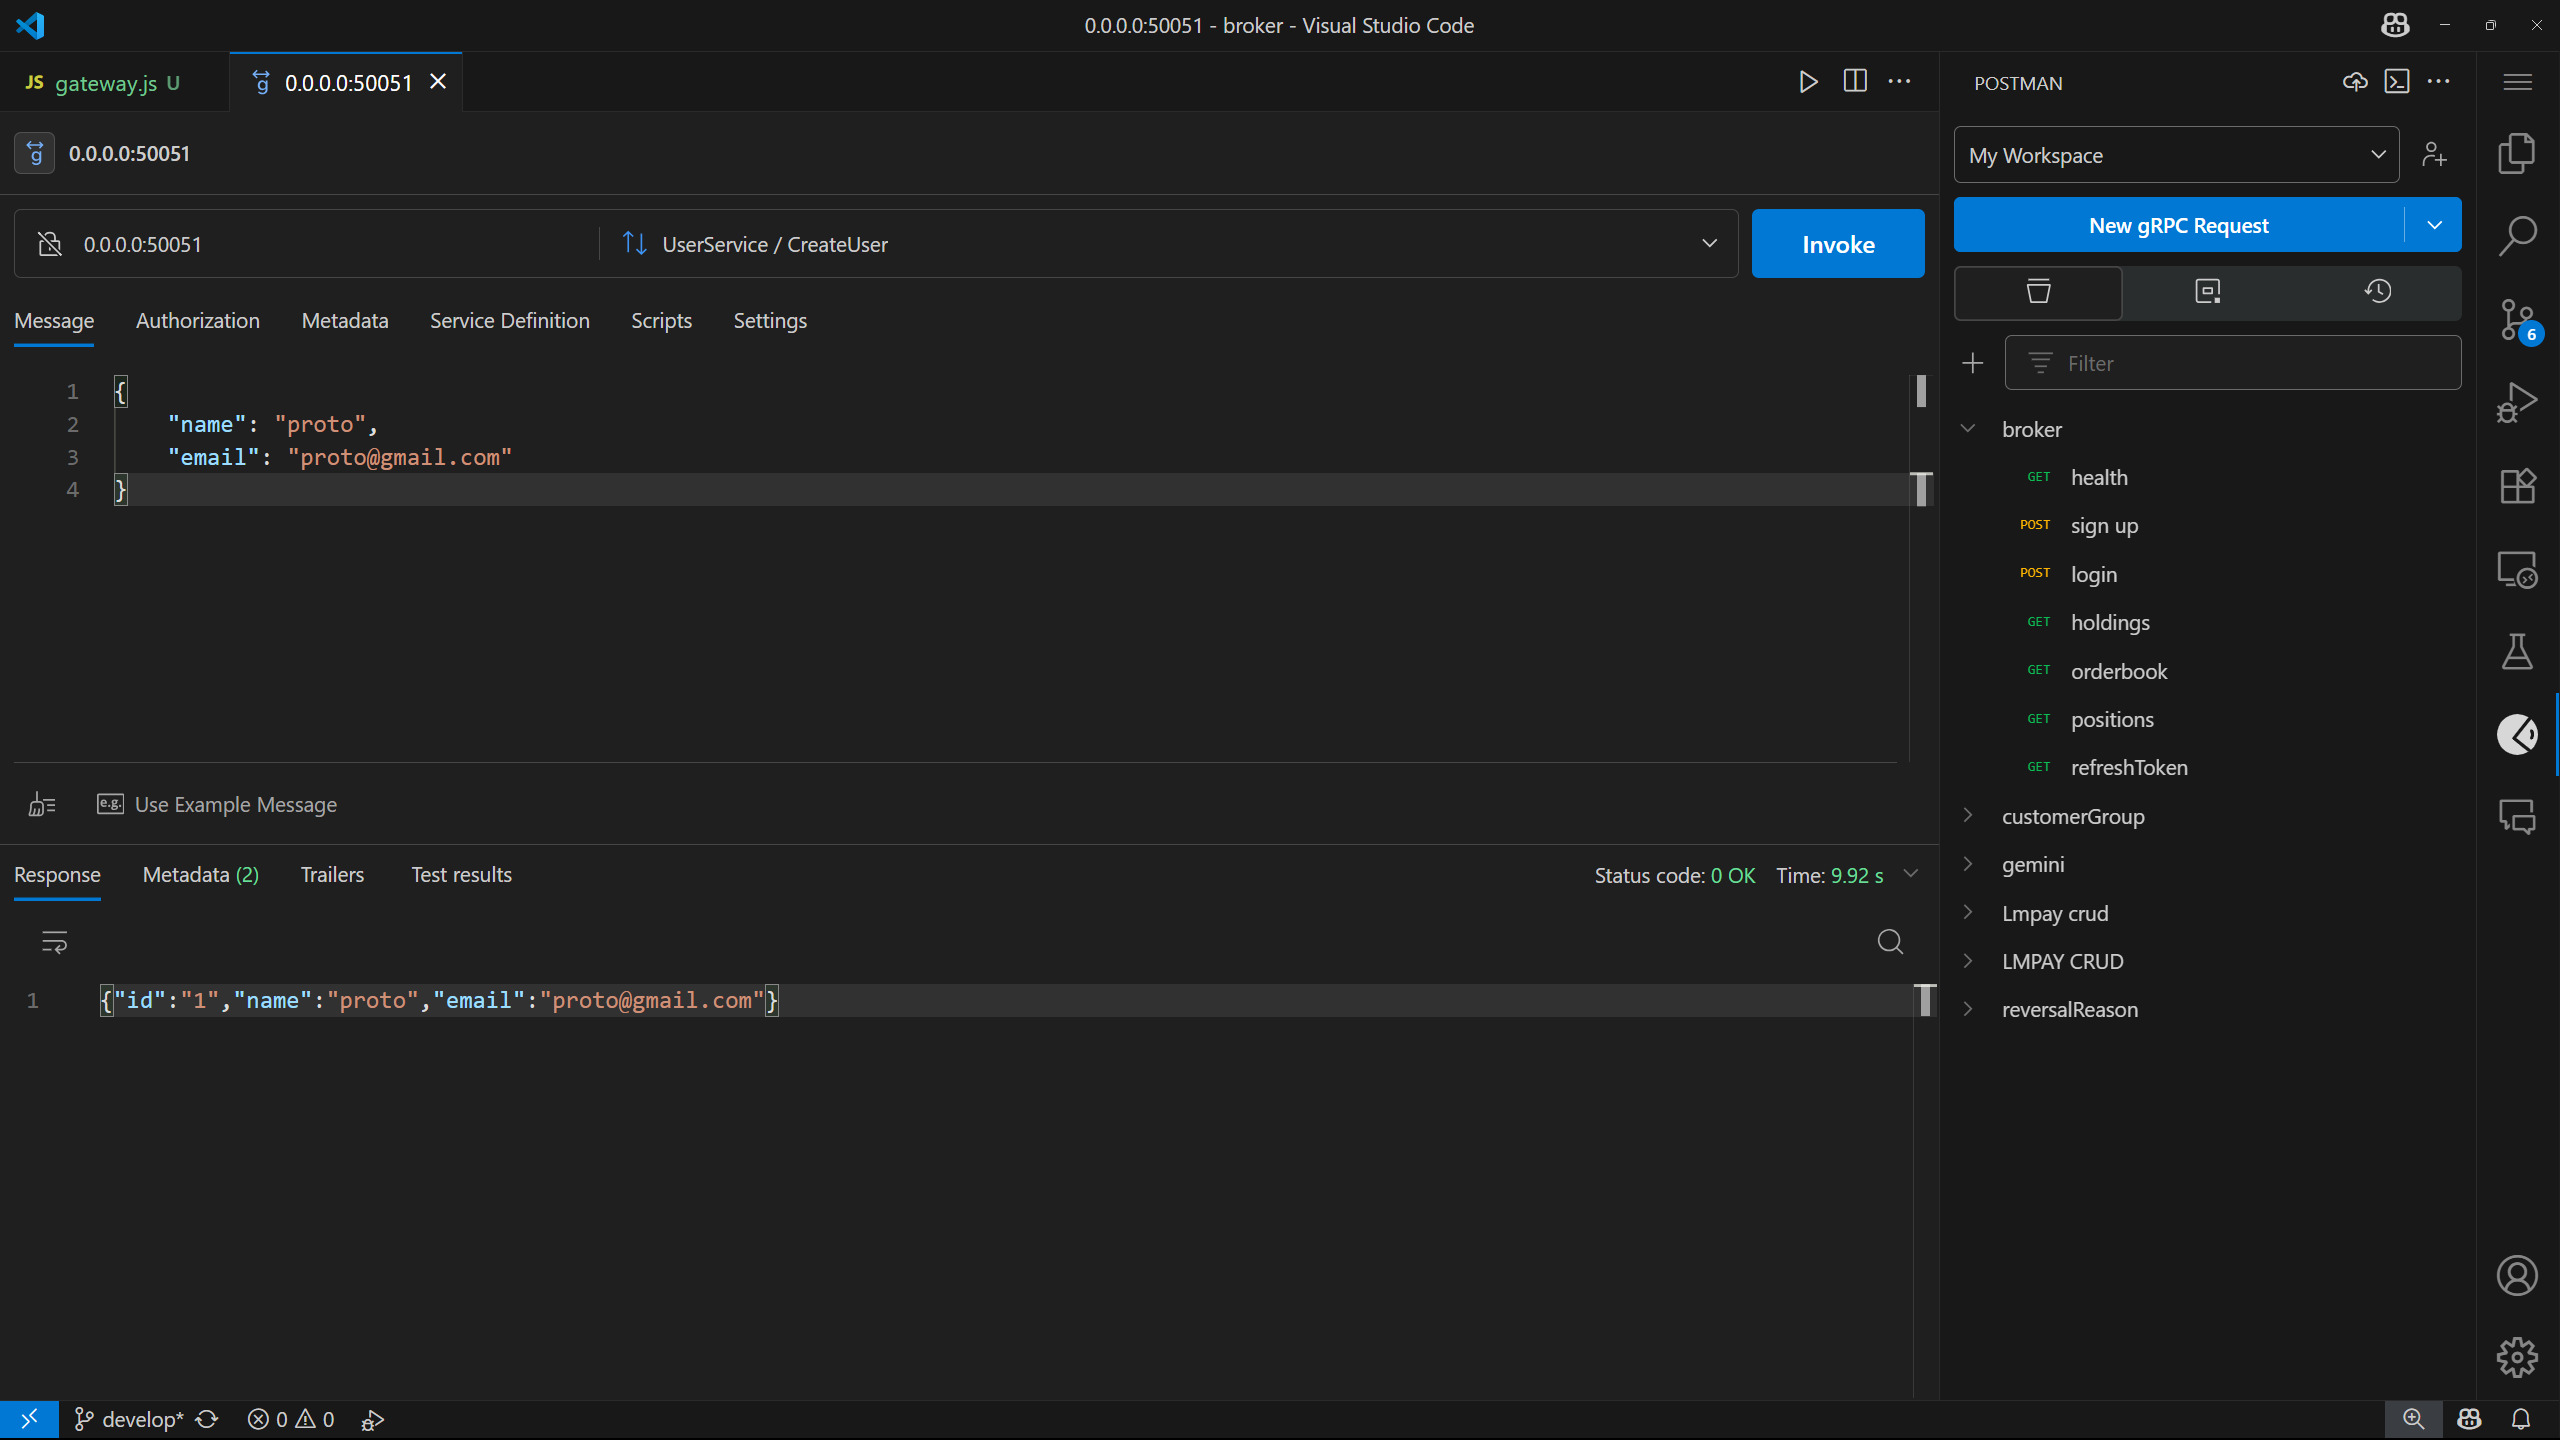 0.0.0.0:50051 - broker - Visual Studio Code
JS gateway.js U
0.0.0.0:50051
POSTMAN
0.0.0.0:50051
My Workspace
0.0.0.0:50051
UserService / CreateUser
Invoke
New gRPC Request
Message Authorization Metadata Service Definition Scripts Settings
Filter
1 {
2 "name": "proto",
3 "email": "proto@gmail.com"
4 }
Use Example Message
Response Metadata (2) Trailers Test results
Status code: 0 OK Time: 9.92 s
1 {"id":"1","name":"proto","email":"proto@gmail.com"}
broker
GET health
POST sign up
POST login
GET holdings
GET orderbook
GET positions
GET refreshToken
customerGroup
gemini
Lmpay crud
LMPAY CRUD
reversalReason
6
e.g.
develop* 0 0